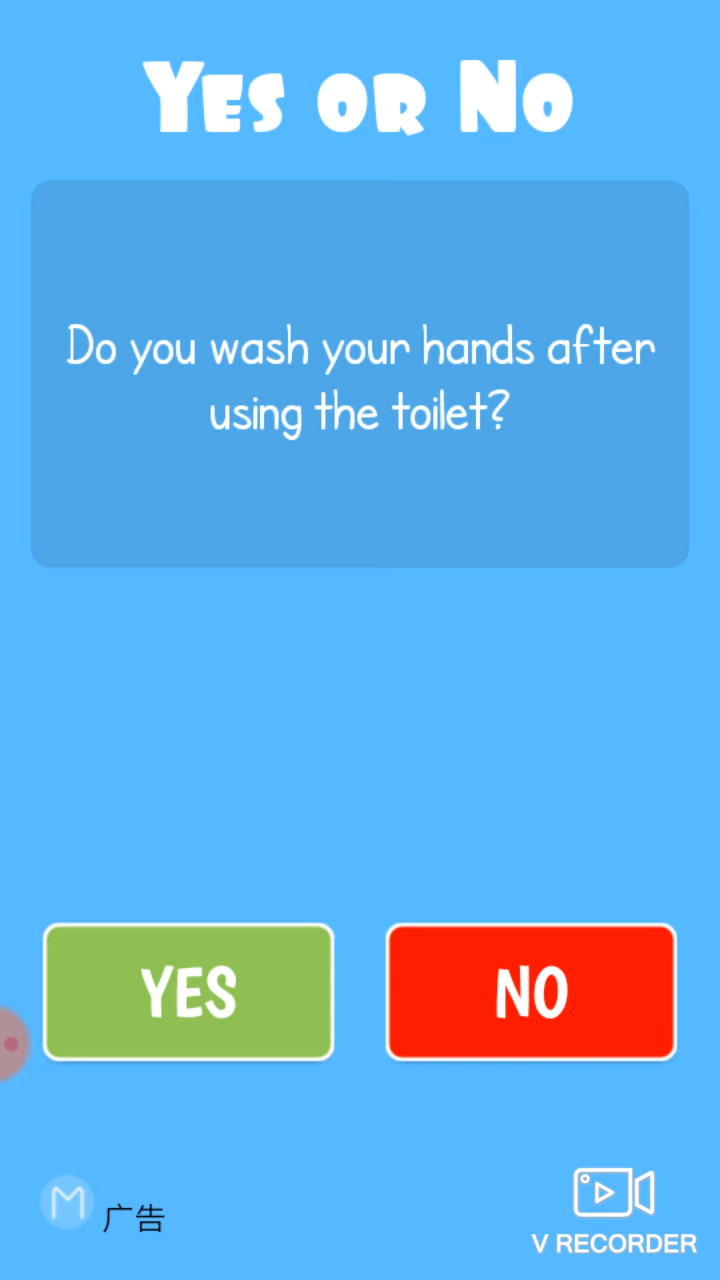 Yes or No
Do you wash your hands after
using the toilet?
YES
NO
M
广告
V RECORDER